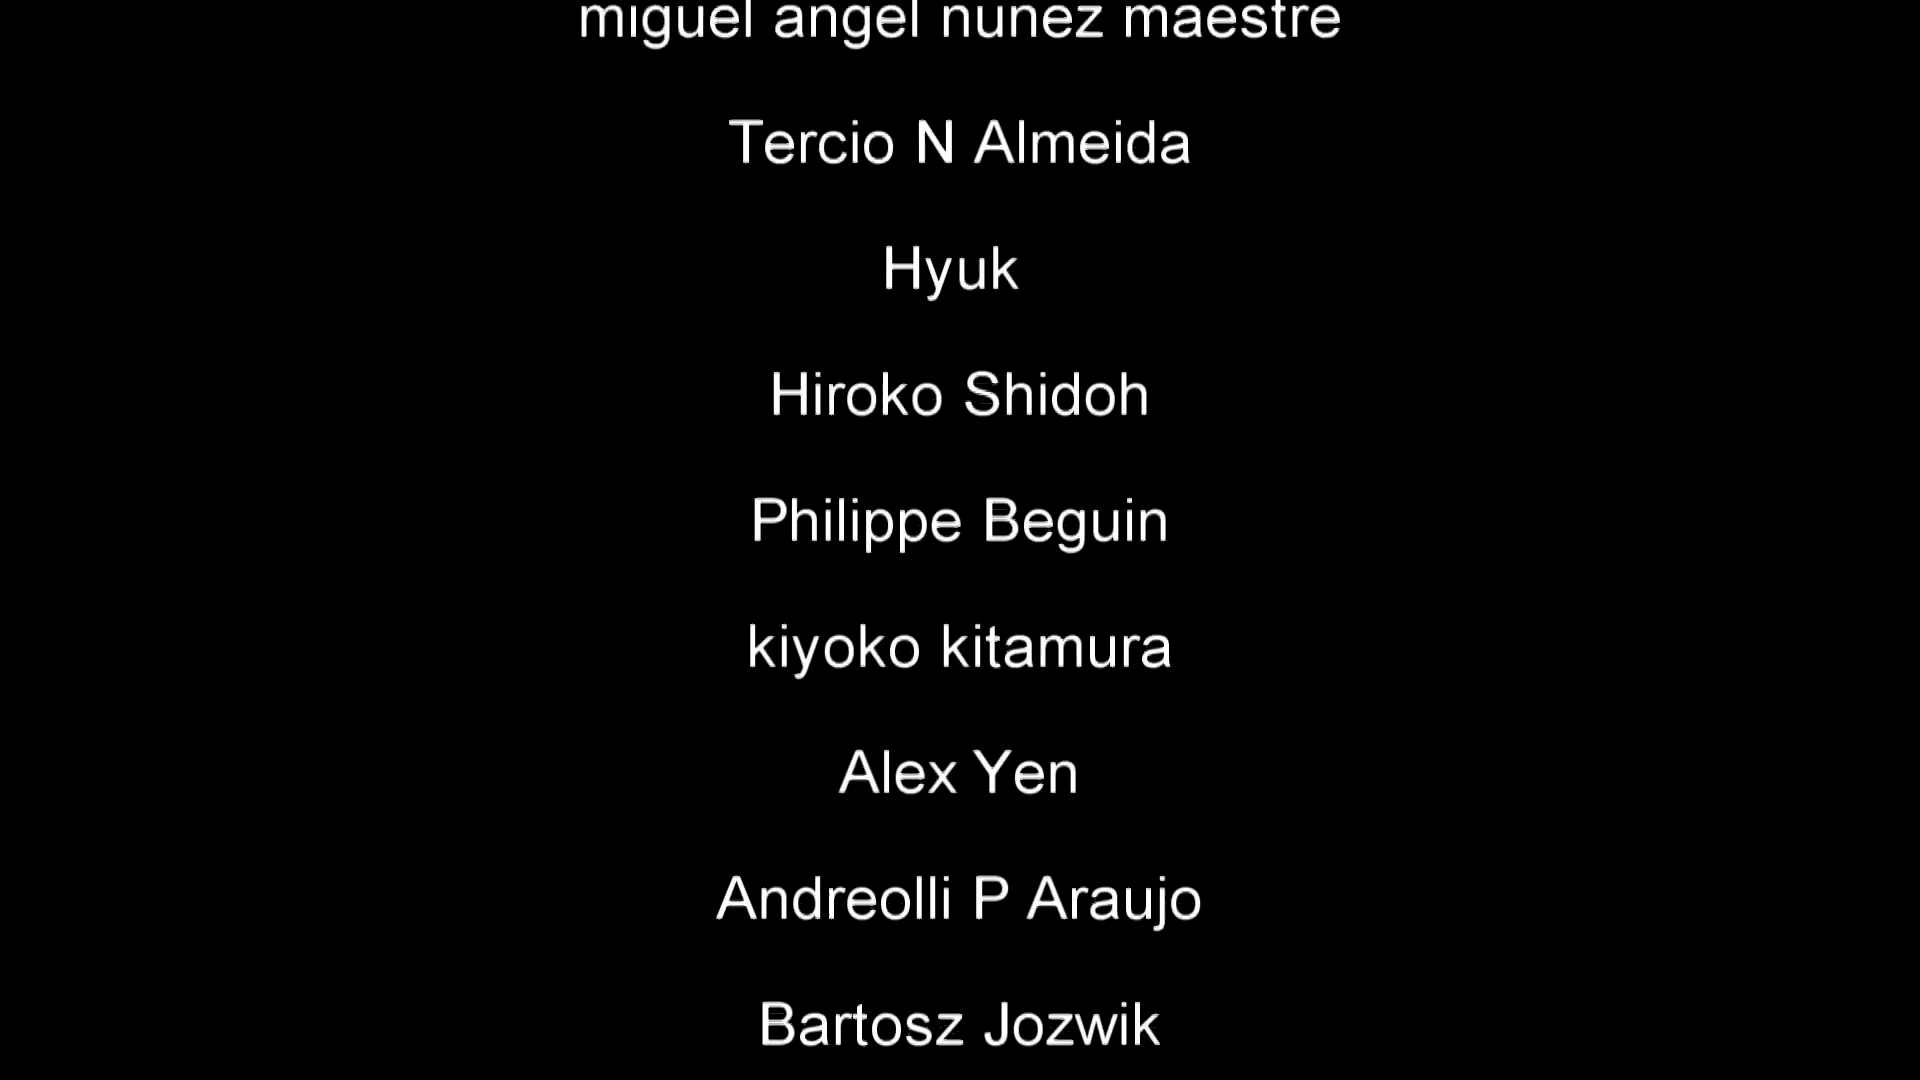 miguel angel nunez maestre
Tercio N Almeida
Hyuk
Hiroko Shidoh
Philippe Beguin
kiyoko kitamura
Alex Yen
Andreolli P Araujo
Bartosz Jozwik